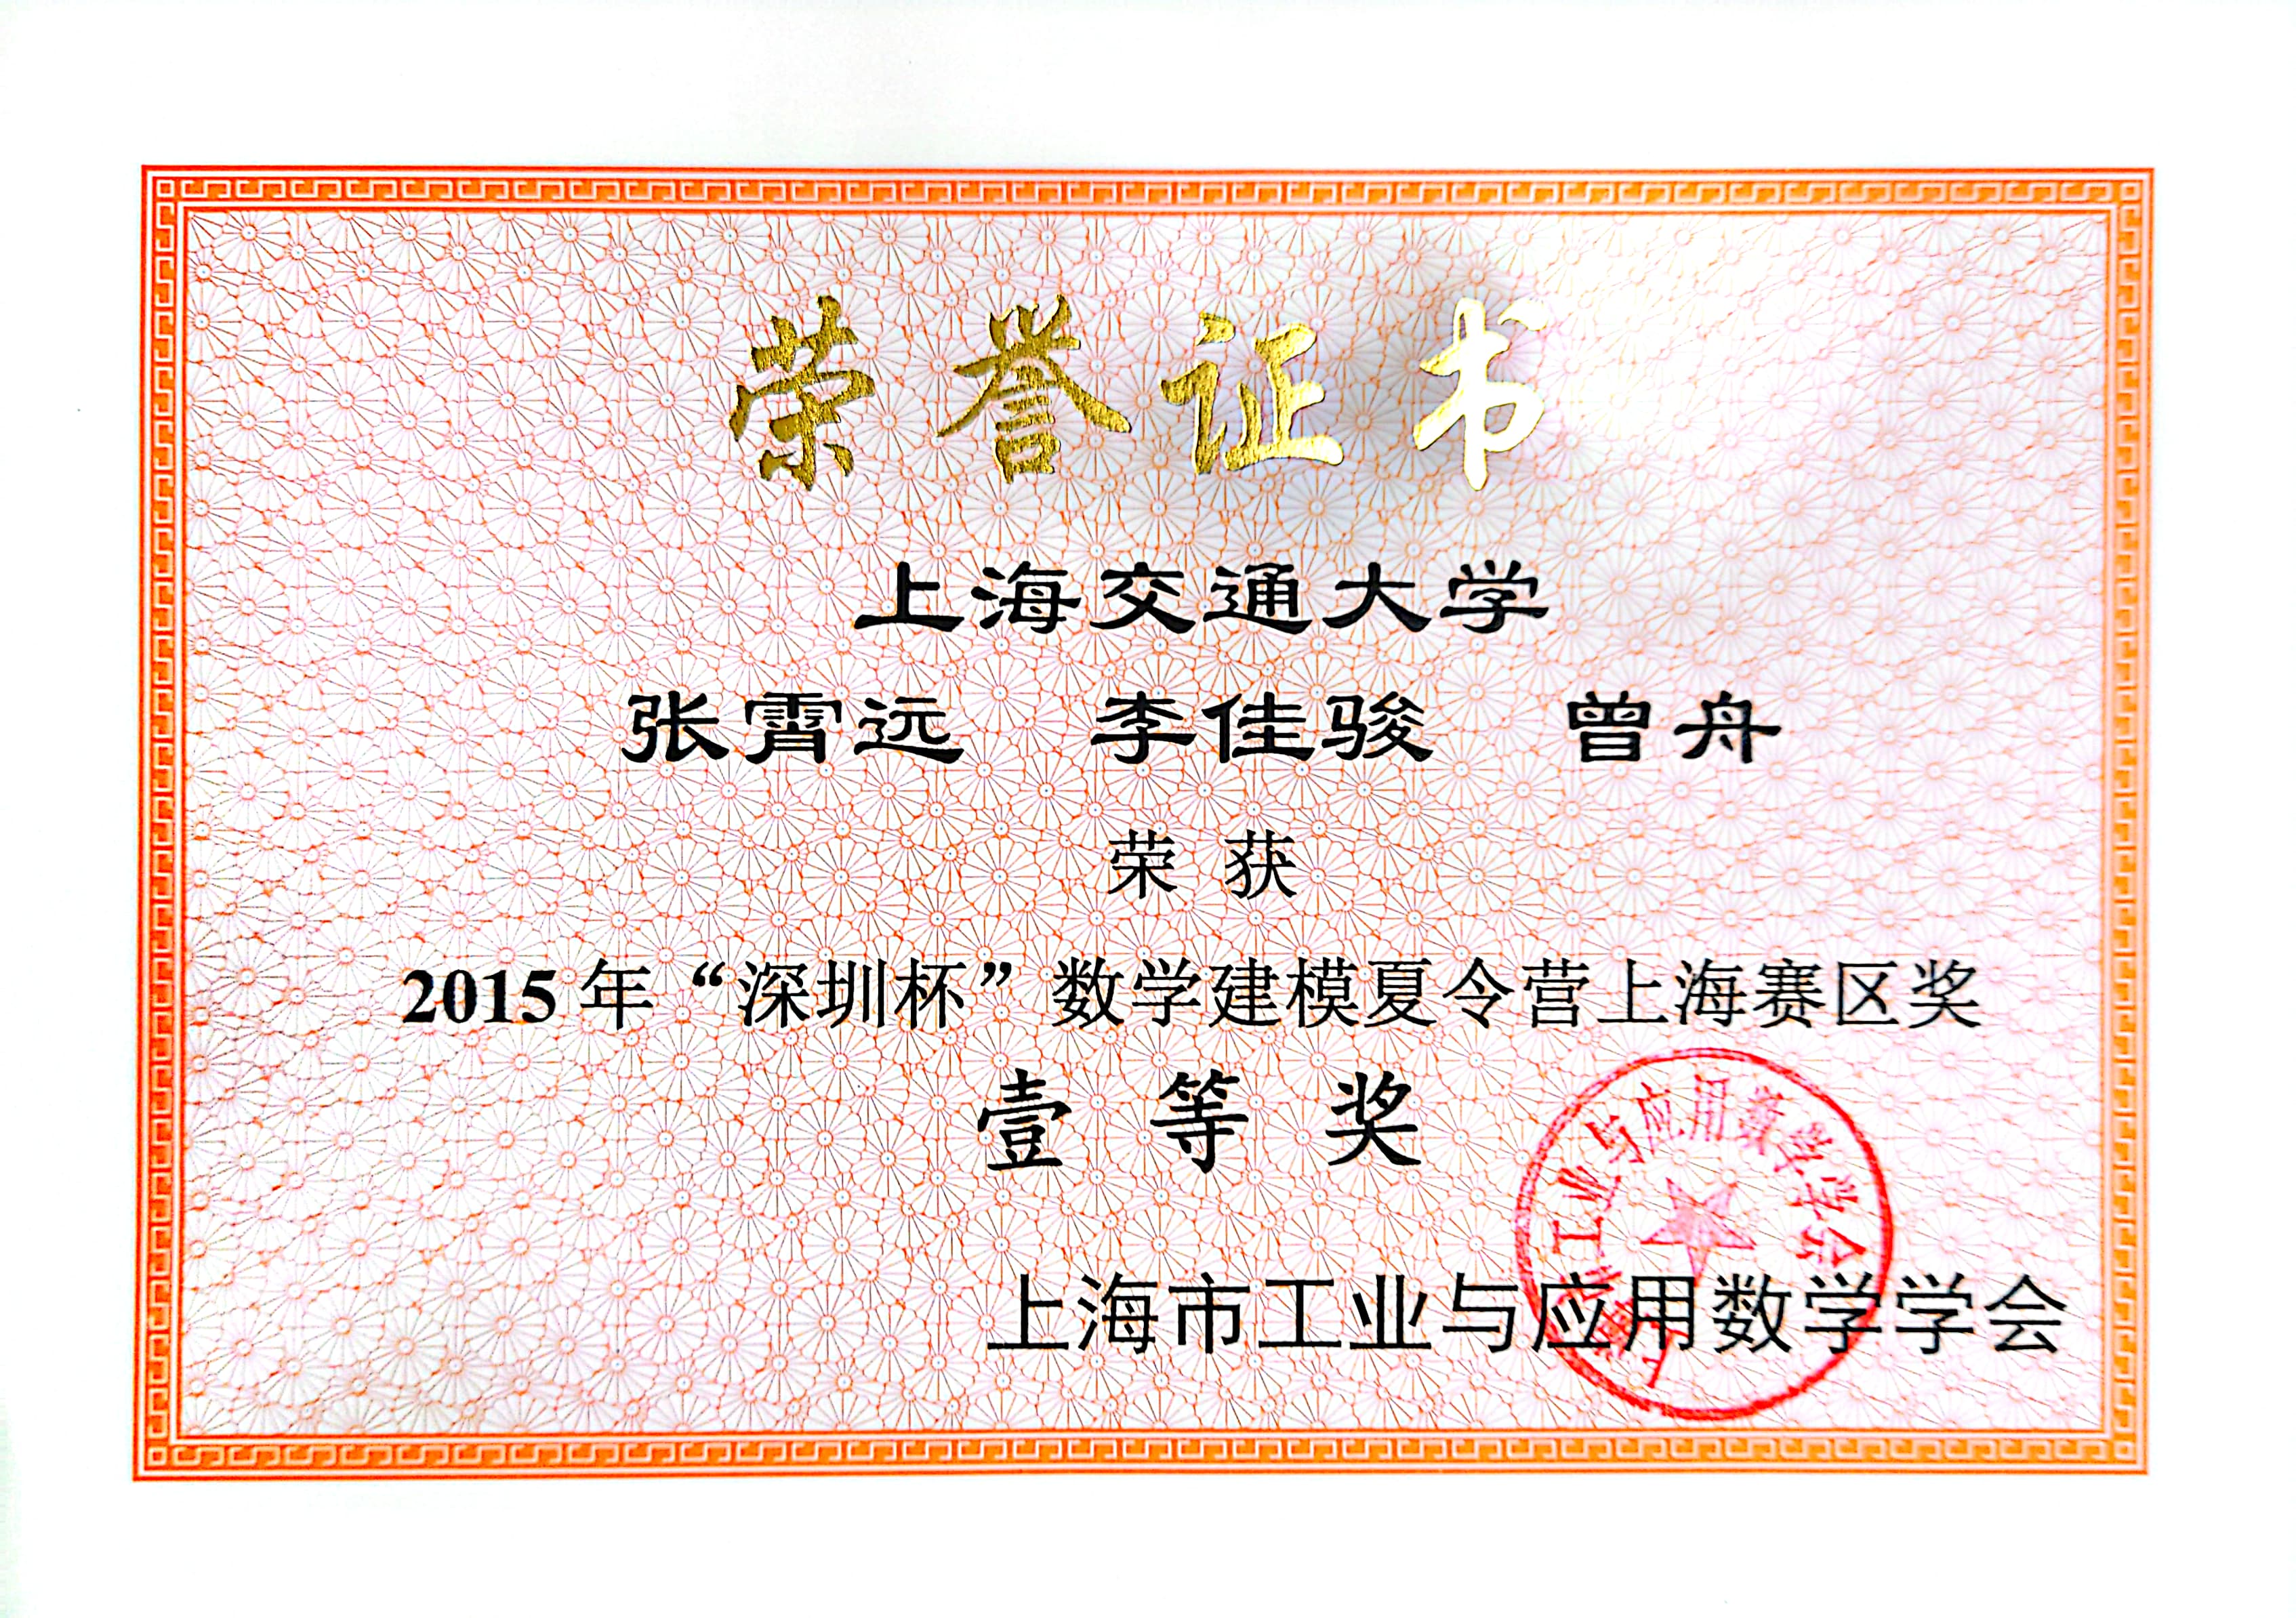 荣誉证书
上海交通大学
张霄远 李佳骏 曾舟
荣 获
2015年“深圳杯”数学建模夏令营上海赛区奖
壹 等 奖
上海市工业与应用数学学会
上海市工业与应用数学学会